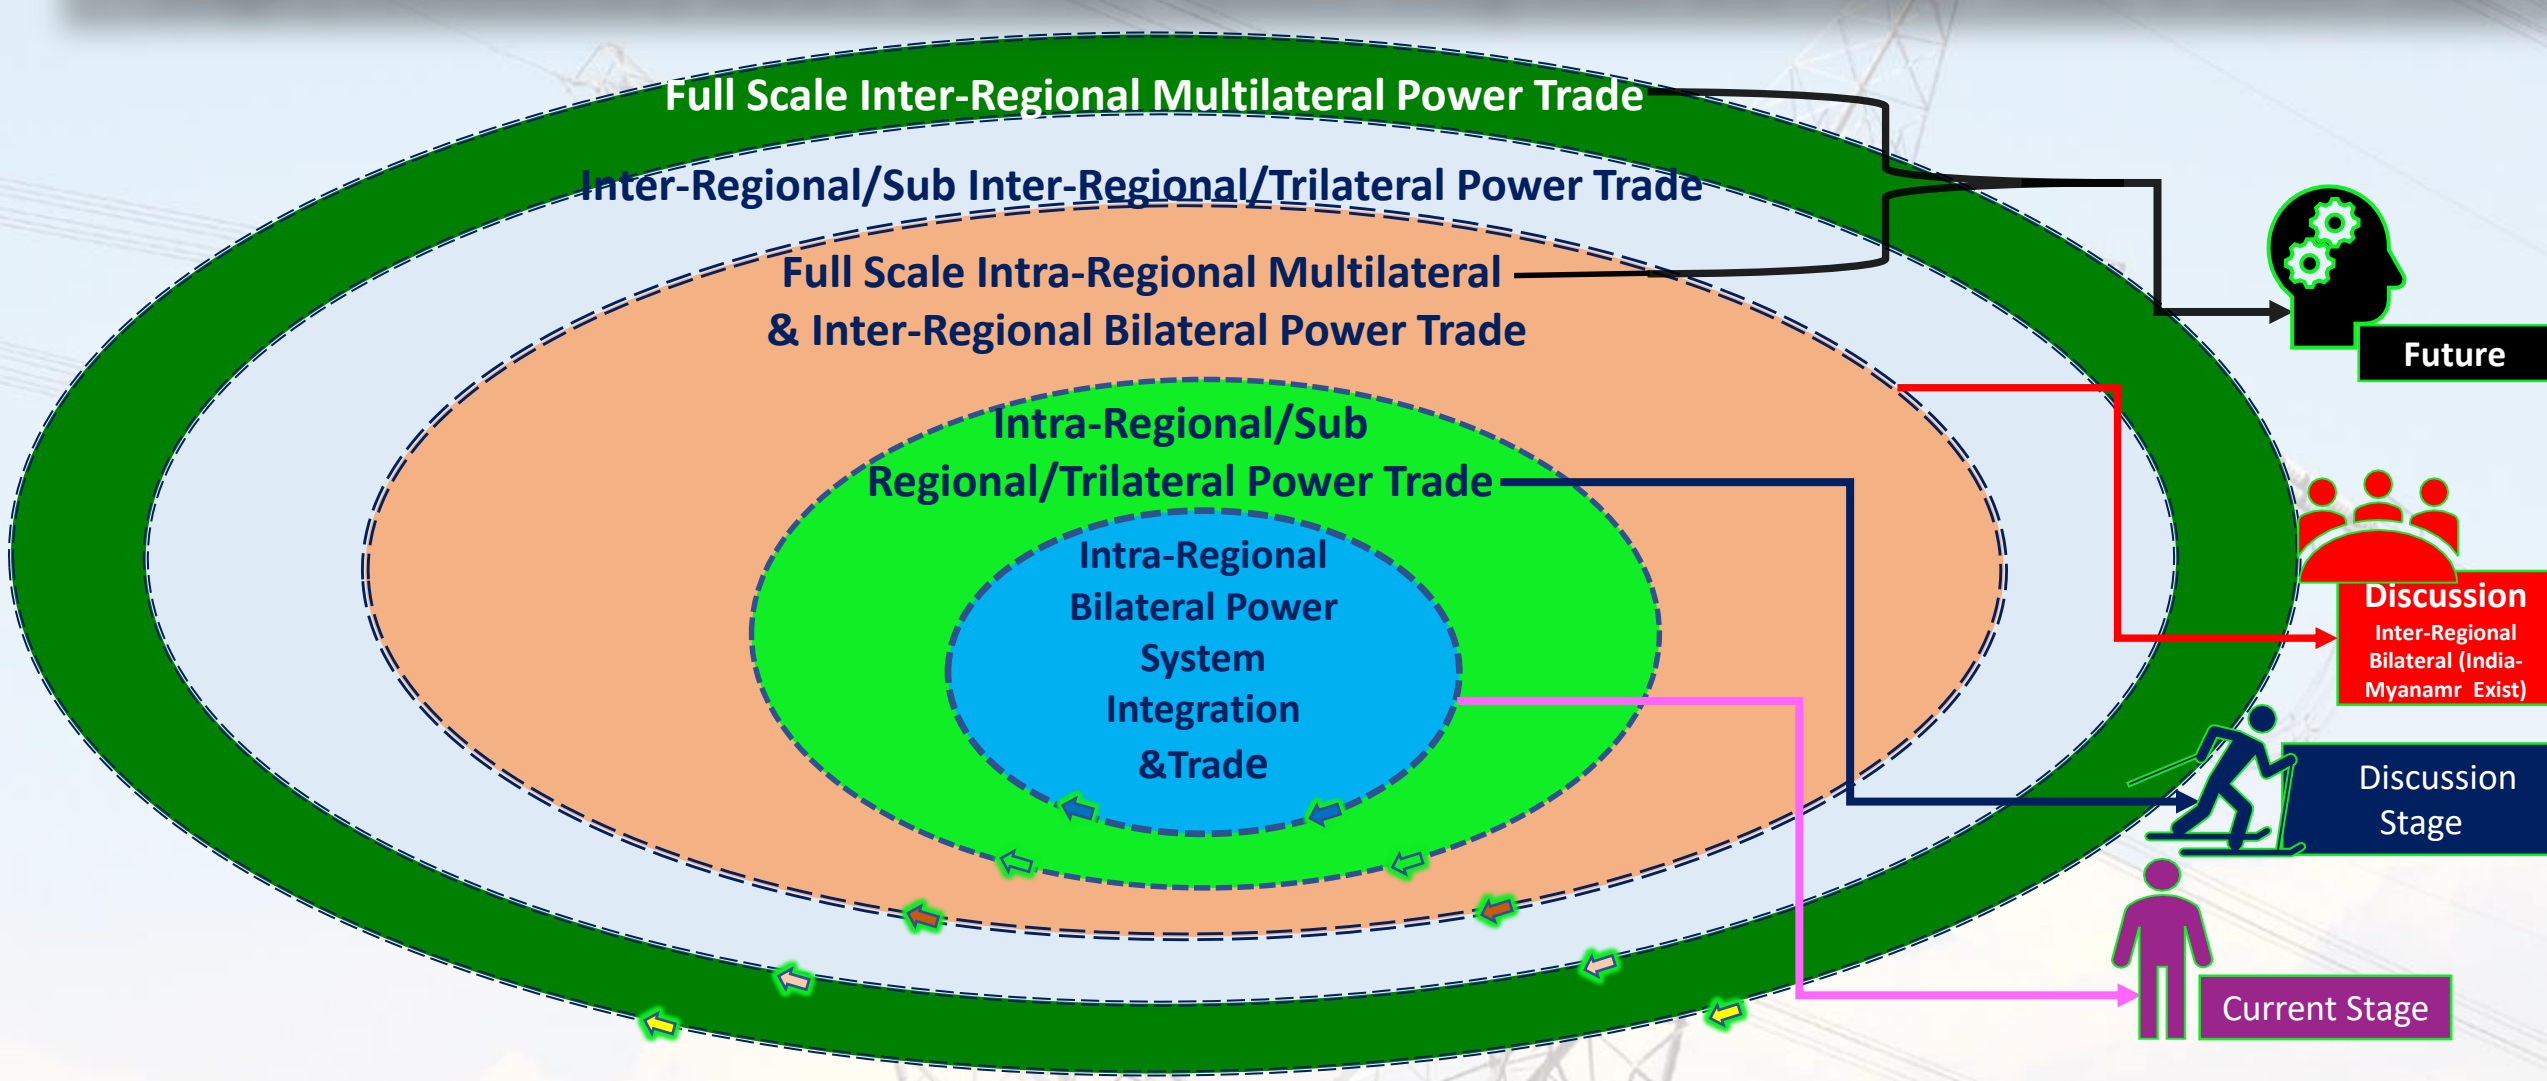 Full Scale Inter-Regional Multilateral Power Trade
Inter-Regional/Sub Inter-Regional/Trilateral Power Trade
Full Scale Intra-Regional Multilateral
& Inter-Regional Bilateral Power Trade
Intra-Regional/Sub
Regional/Trilateral Power Trade
Intra-Regional
Bilateral Power
System
Integration
&Trade
Future
Discussion
Inter-Regional
Bilateral (India-
Myanamr Exist)
Discussion
Stage
Current Stage